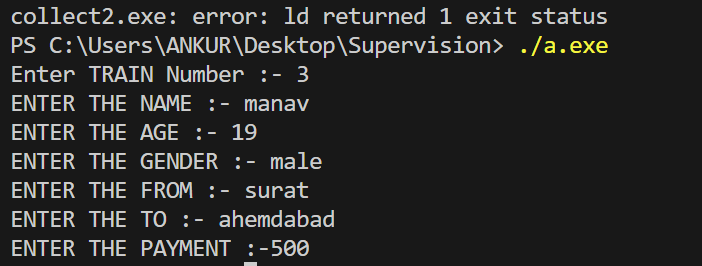 collect2.exe: error: ld returned 1 exit status
PS C:\Users\ANKUR\Desktop\Supervision> ./a.exe
Enter TRAIN Number :- 3
ENTER THE NAME :- manav
ENTER THE AGE :- 19
ENTER THE GENDER :- male
ENTER THE FROM :- surat
ENTER THE TO :- ahemdabad
ENTER THE PAYMENT :-500